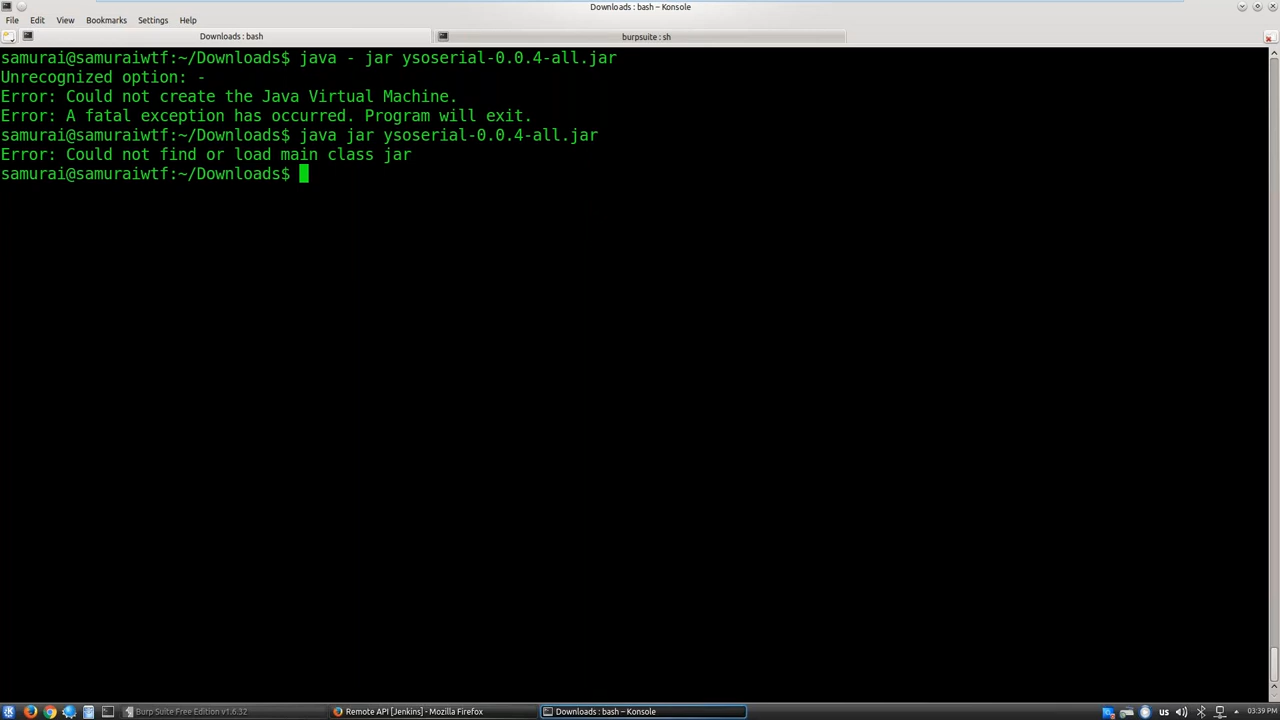 Downloads : bash – Konsole
File Edit View Bookmarks Settings Help
Downloads : bash
burpsuite : sh
samurai@samuraiwtf:~/Downloads$ java - jar ysoserial-0.0.4-all.jar
Unrecognized option: -
Error: Could not create the Java Virtual Machine.
Error: A fatal exception has occurred. Program will exit.
samurai@samuraiwtf:~/Downloads$ java jar ysoserial-0.0.4-all.jar
Error: Could not find or load main class jar
samurai@samuraiwtf:~/Downloads$
Burp Suite Free Edition v1.6.32
Remote API [Jenkins] - Mozilla Firefox
Downloads : bash – Konsole
us
03:39 PM